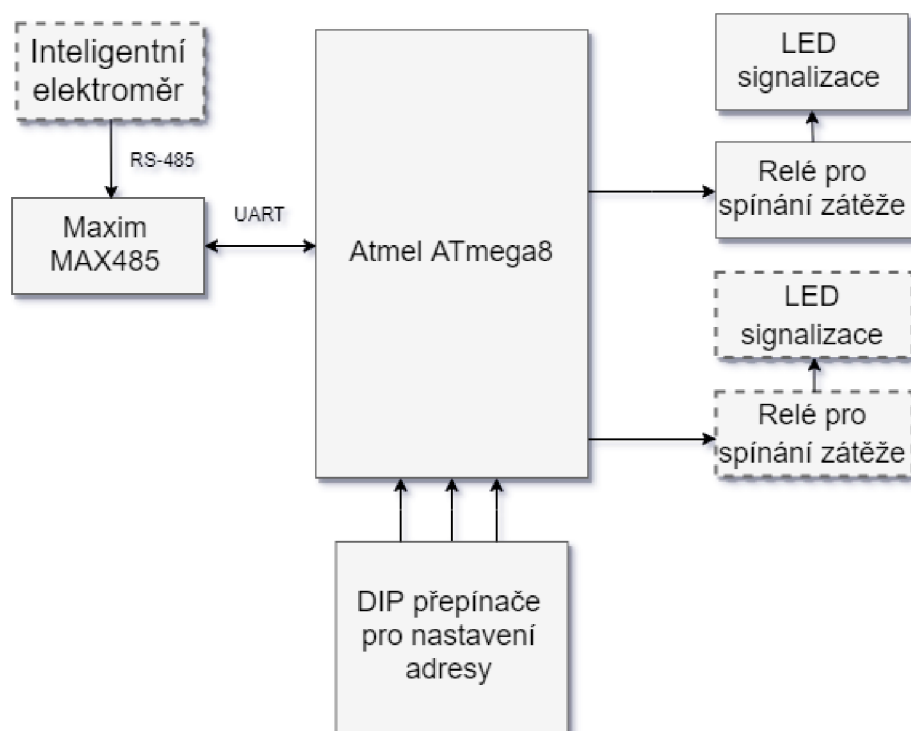 Inteligentní
elektroměr
RS-485
Maxim
MAX485
UART
Atmel ATmega8
LED
signalizace
Relé pro
spínání zátěže
LED
signalizace
Relé pro
spínání zátěže
DIP přepínače
pro nastavení
adresy